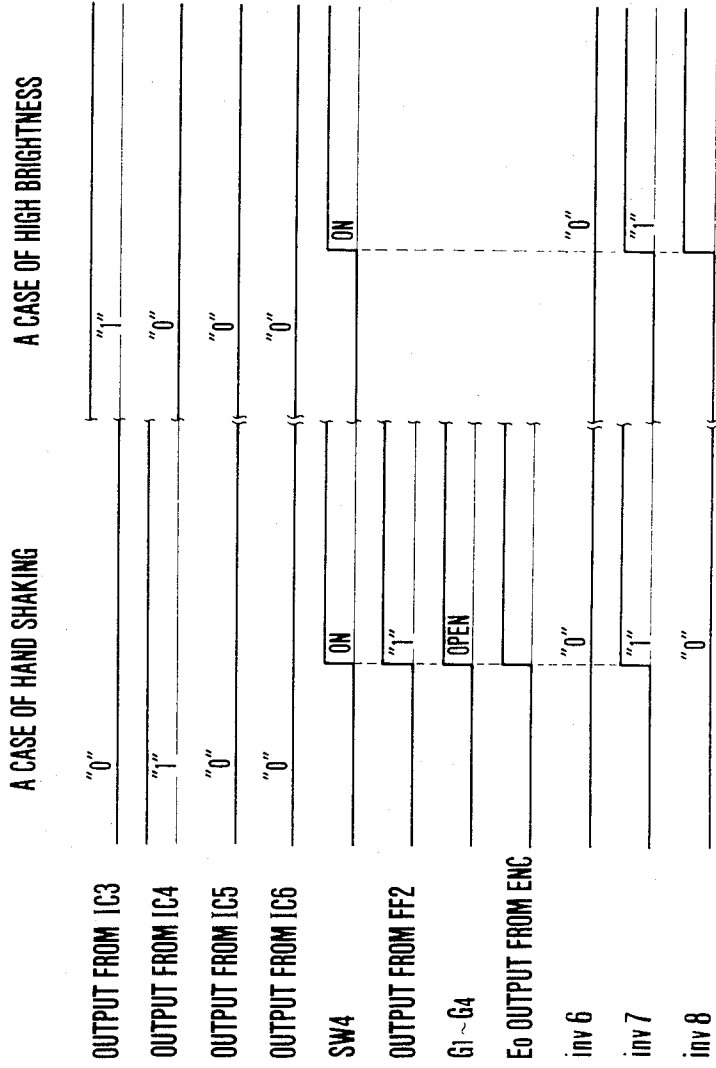 A CASE OF HAND SHAKING A CASE OF HIGH BRIGHTNESS
OUTPUT FROM IC3 "0" "1"
OUTPUT FROM IC4 "1" "0"
OUTPUT FROM IC5 "0" "0"
OUTPUT FROM IC6 "0" "0"
SW4 ON ON
OUTPUT FROM FF2 "1"
G1~G4 OPEN
E0 OUTPUT FROM ENC
inv 6 "0" "0"
inv 7 "1" "1"
inv 8 "0"